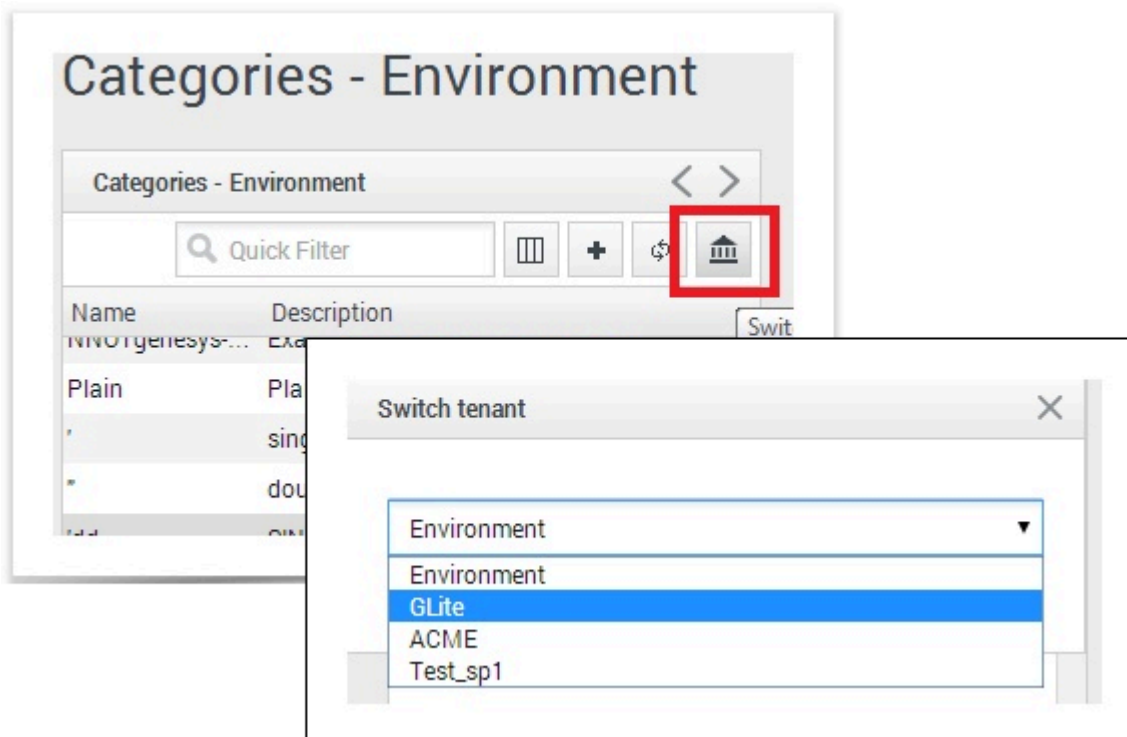 Categories - Environment
Categories - Environment
Quick Filter
Name Description
Plain Pla
' sing
" dou
Swit
Switch tenant
Environment
Environment
GLite
ACME
Test_sp1